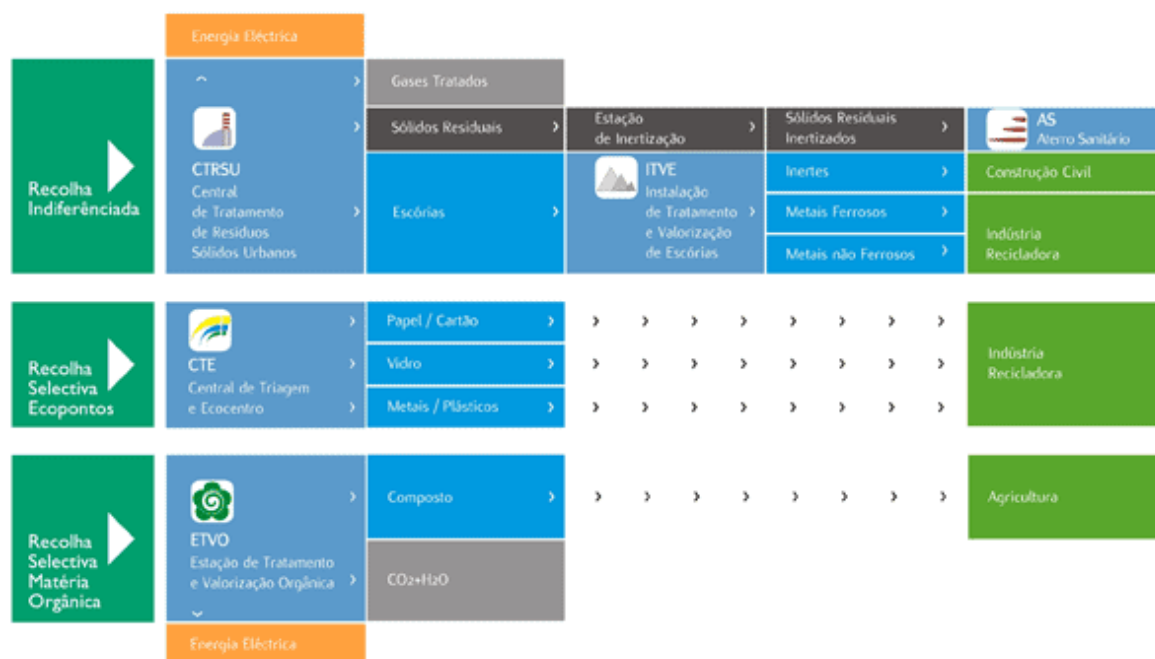 Energia Eléctrica
Recolha
Indiferênciada
CTRSU
Central
de Tratamento
de Resíduos
Sólidos Urbanos
Gases Tratados
Sólidos Residuais
Escórias
Estação
de Inertização
ITVE
Instalação
de Tratamento
e Valorização
de Escórias
Sólidos Residuais
Inertizados
Inertes
Metais Ferrosos
Metais não Ferrosos
AS
Aterro Sanitário
Construção Civil
Indústria
Recicladora
Recolha
Selectiva
Ecopontos
CTE
Central de Triagem
e Ecocentro
Papel / Cartão
Vidro
Metais / Plásticos
Indústria
Recicladora
Recolha
Selectiva
Matéria
Orgânica
ETVO
Estação de Tratamento
e Valorização Orgânica
Composto
CO2+H2O
Agricultura
Energia Eléctrica